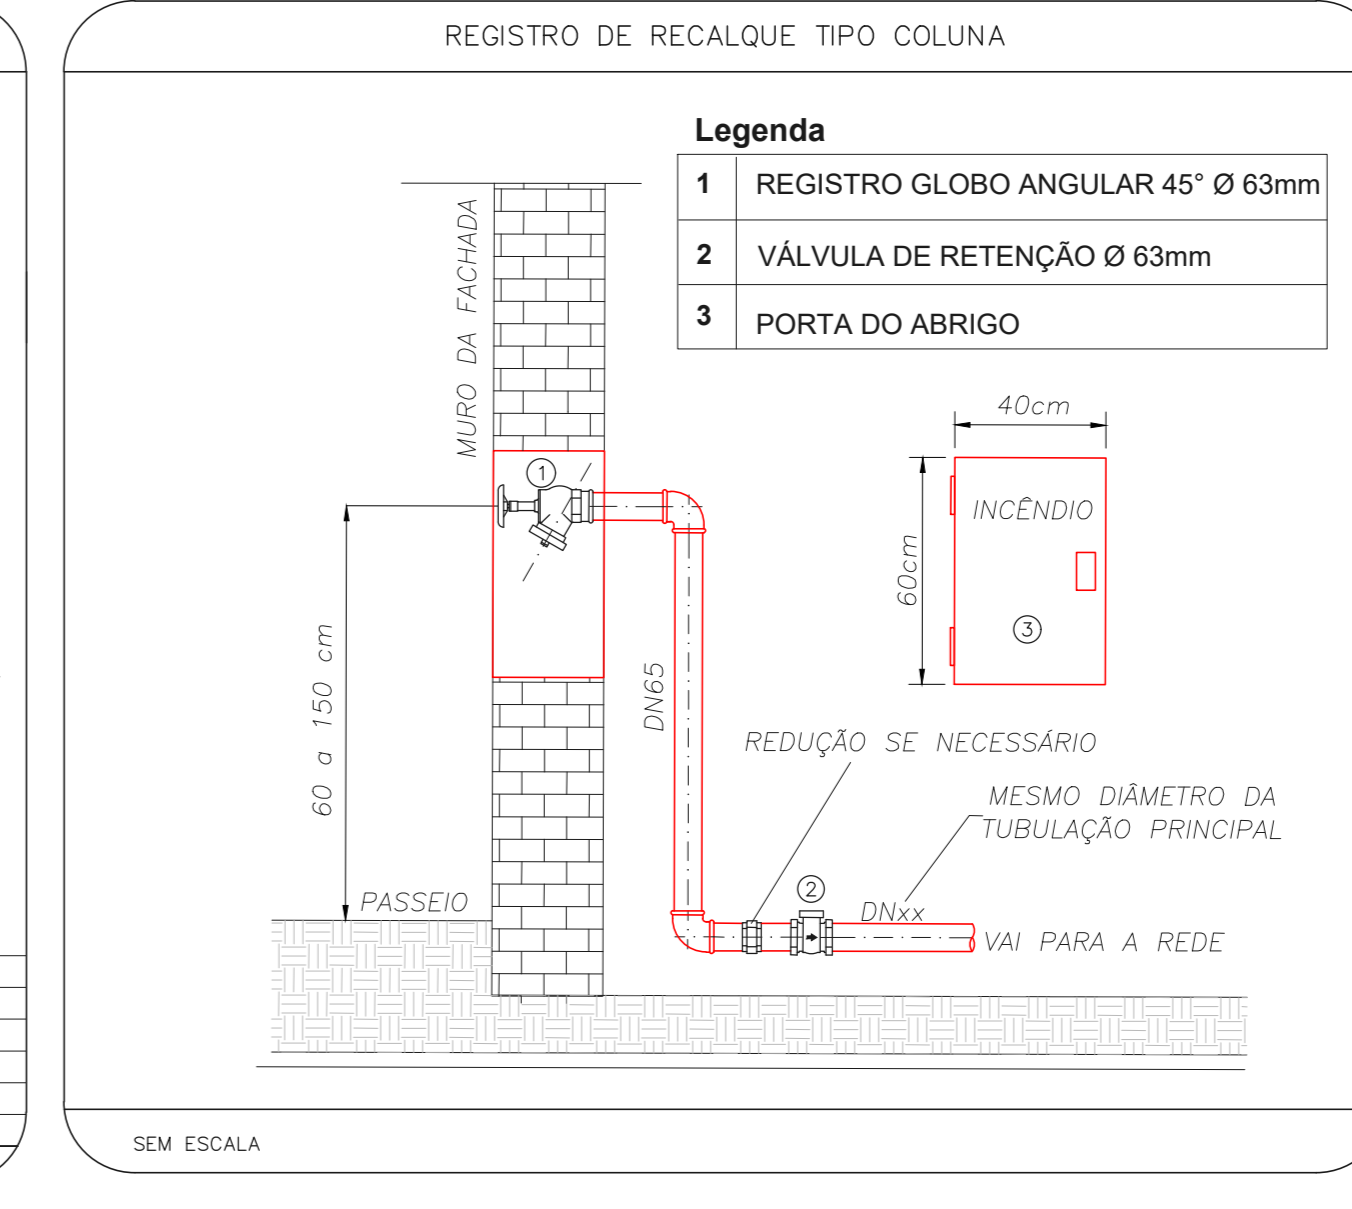 REGISTRO DE RECALQUE TIPO COLUNA
Legenda
1 REGISTRO GLOBO ANGULAR 45° Ø 63mm
2 VÁLVULA DE RETENÇÃO Ø 63mm
3 PORTA DO ABRIGO
MURO DA FACHADA
1
40cm
INCÊNDIO
60cm
3
60 a 150 cm
DN65
REDUÇÃO SE NECESSÁRIO
MESMO DIÂMETRO DA
TUBULAÇÃO PRINCIPAL
PASSEIO
2
DNxx
VAI PARA A REDE
SEM ESCALA